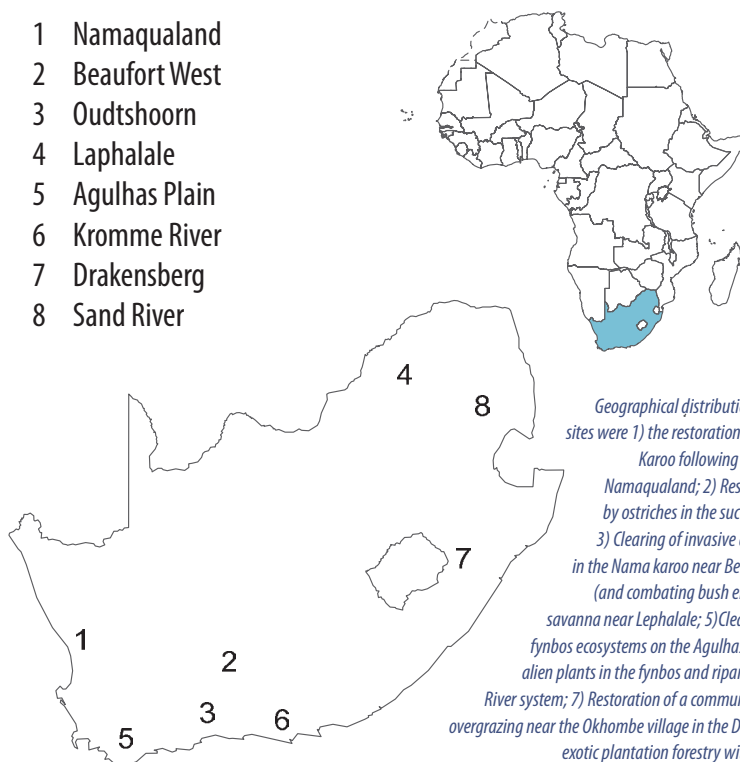 1 Namaqualand
2 Beaufort West
3 Oudtshoorn
4 Laphalale
5 Agulhas Plain
6 Kromme River
7 Drakensberg
8 Sand River
4
8
7
1
2
3
6
5
Geographical distributi
sites were 1) the restoration
Karoo following
Namaqualand; 2) Res
by ostriches in the suc
3) Clearing of invasive
in the Nama karoo near Be
(and combating bush e
savanna near Lephalale; 5)Clea
fynbos ecosystems on the Agulha
alien plants in the fynbos and ripar
River system; 7) Restoration of a commu
overgrazing near the Okhombe village in the D
exotic plantation forestry wi